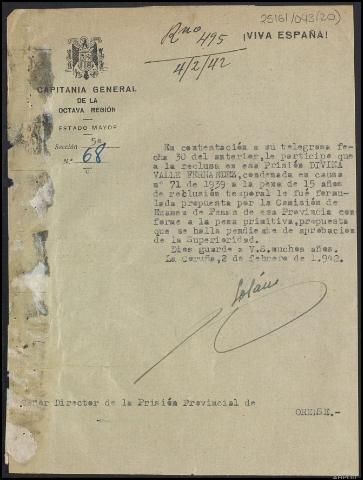 25161/043(20)
Rno 495
¡VIVA ESPAÑA!
4/2/42
CAPITANIA GENERAL
DE LA
OCTAVA REGIÓN
ESTADO MAYOR
Sección 5a
N.º 68
En contentación a su telegrama fe-
cha 30 del anterior, le participo que
a la reclusa en esa Prisión DIVINA
VALLE FERNANDEZ, condenada en causa
nº 71 de 1939 a la pena de 15 años
de reclusión temporal le fué formu-
lada propuesta por la Comisión de
Examen de Penas de esa Provincia con
forme a la pena primitiva, propuesta
que se halla pendiente de aprobación
de la Superioridad.
Dios guarde a V.S. muchos años.
La Coruña, 2 de febrero de 1.942.
Soláns
Señor Director de la Prisión Provincial de
ORENSE.-